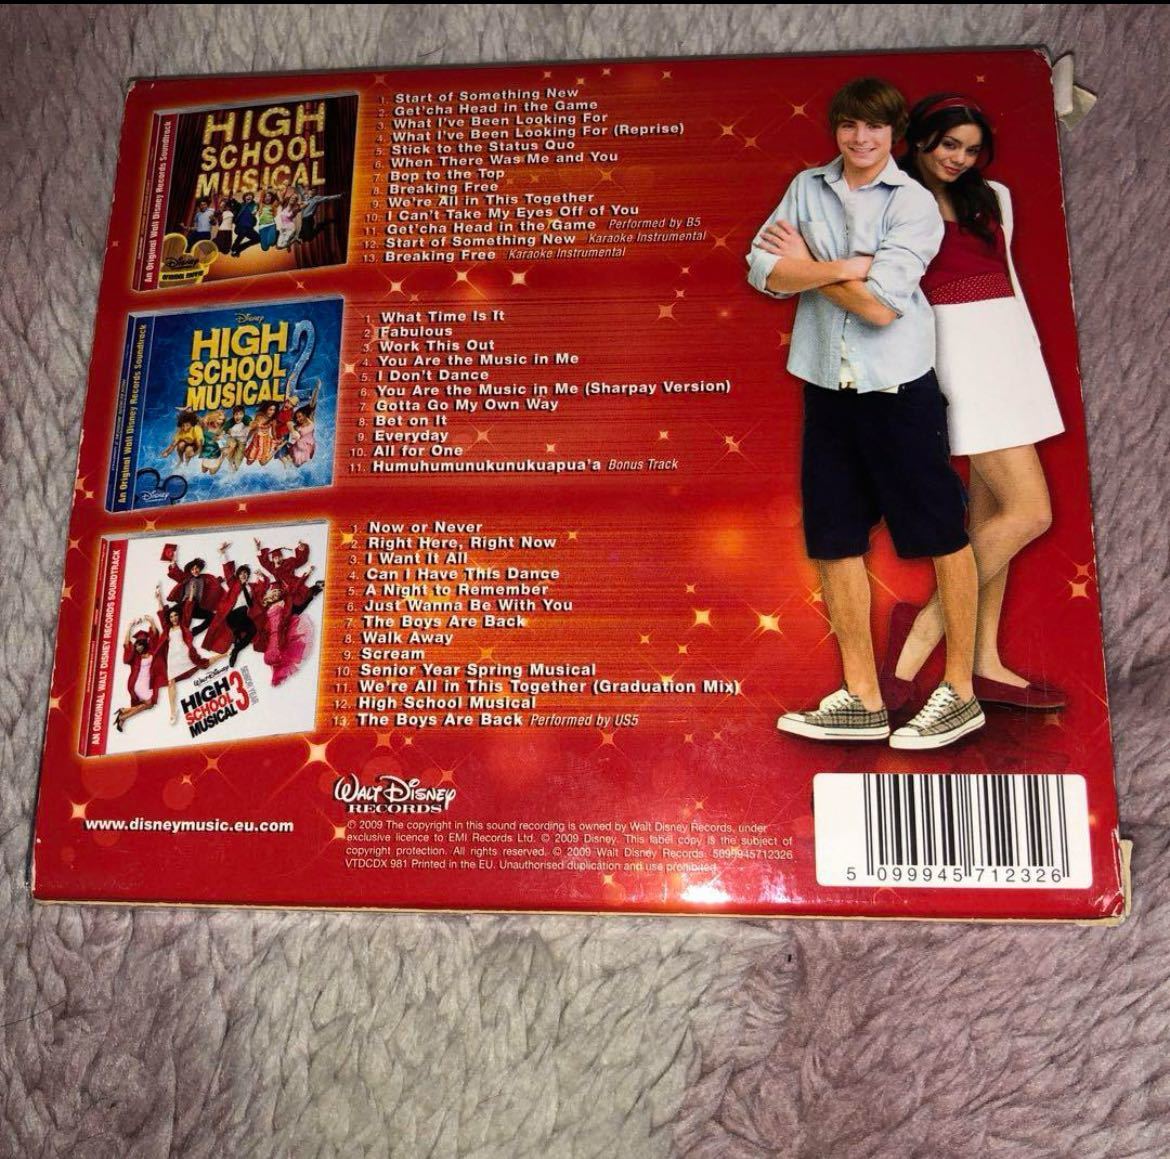 An Original Walt Disney Records Soundtrack
HIGH
SCHOOL
MUSICAL
Disney
1. Start of Something New
2. Get'cha Head in the Game
3. What I've Been Looking For
4. What I've Been Looking For (Reprise)
5. Stick to the Status Quo
6. When There Was Me and You
7. Bop to the Top
8. Breaking Free
9. We're All in This Together
10. I Can't Take My Eyes Off of You
11. Get'cha Head in the Game Performed by B5
12. Start of Something New Karaoke Instrumental
13. Breaking Free Karaoke Instrumental
An Original Walt Disney Records Soundtrack
Disney
HIGH
SCHOOL
MUSICAL 2
Disney
1. What Time Is It
2. Fabulous
3. Work This Out
4. You Are the Music in Me
5. I Don't Dance
6. You Are the Music in Me (Sharpay Version)
7. Gotta Go My Own Way
8. Bet on It
9. Everyday
10. All for One
11. Humuhumunukunukuapua'a Bonus Track
AN ORIGINAL WALT DISNEY RECORDS SOUNDTRACK
Walt Disney
HIGH
SCHOOL
MUSICAL 3
SENIOR YEAR
1. Now or Never
2. Right Here, Right Now
3. I Want It All
4. Can I Have This Dance
5. A Night to Remember
6. Just Wanna Be With You
7. The Boys Are Back
8. Walk Away
9. Scream
10. Senior Year Spring Musical
11. We're All in This Together (Graduation Mix)
12. High School Musical
13. The Boys Are Back Performed by US5
WALT DISNEY
RECORDS
www.disneymusic.eu.com
℗ 2009 The copyright in this sound recording is owned by Walt Disney Records, under
exclusive licence to EMI Records Ltd. © 2009 Disney. This label copy is the subject of
copyright protection. All rights reserved. © 2009 Walt Disney Records 5099945712326
VTDCDX 981 Printed in the EU. Unauthorised duplication and use prohibited.
5 099945 712326